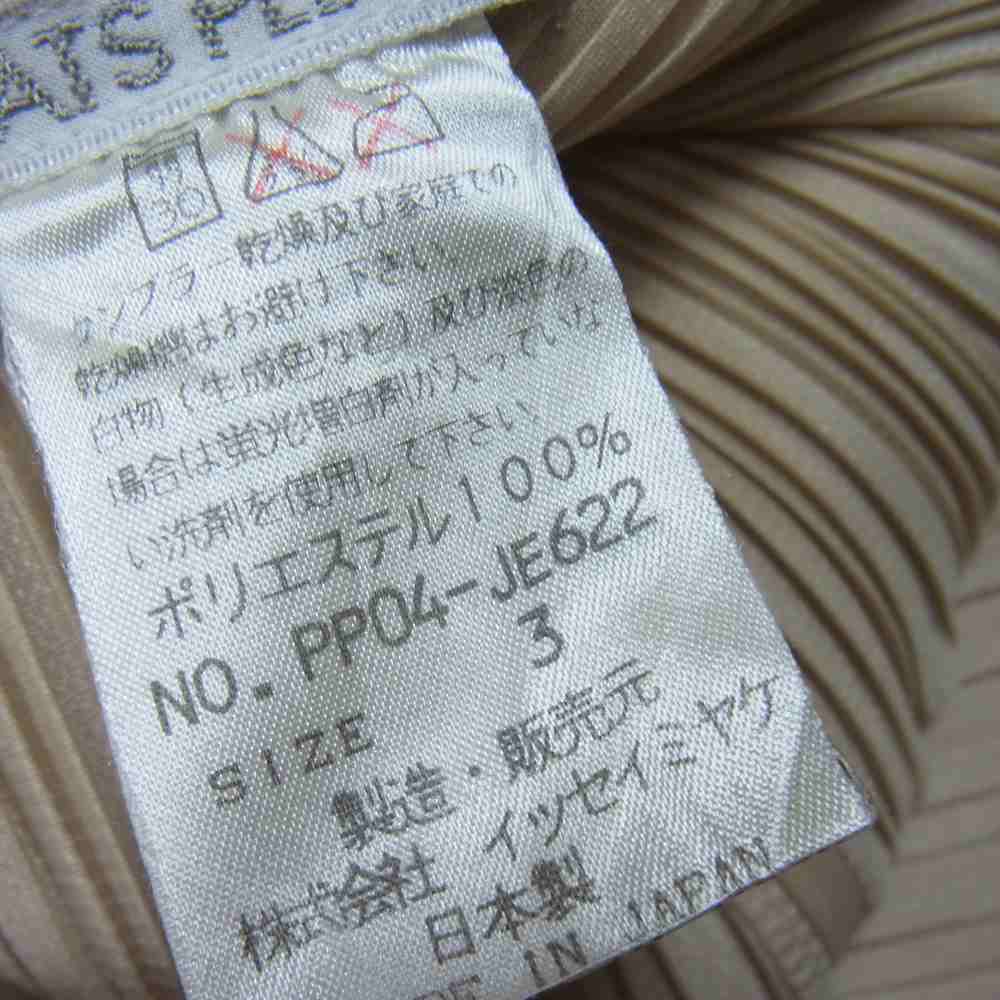 ATS PL
弱
30
タンブラー乾燥及び家庭での
乾燥機はお避け下さい。
白物(生成色など)及び淡色の
場合は蛍光増白剤が入っていな
い洗剤を使用して下さい。
ポリエステル100%
NO. PP04-JE622
SIZE 3
製造・販売元
株式会社 イッセイミヤケ
日本製
DE IN JAPAN